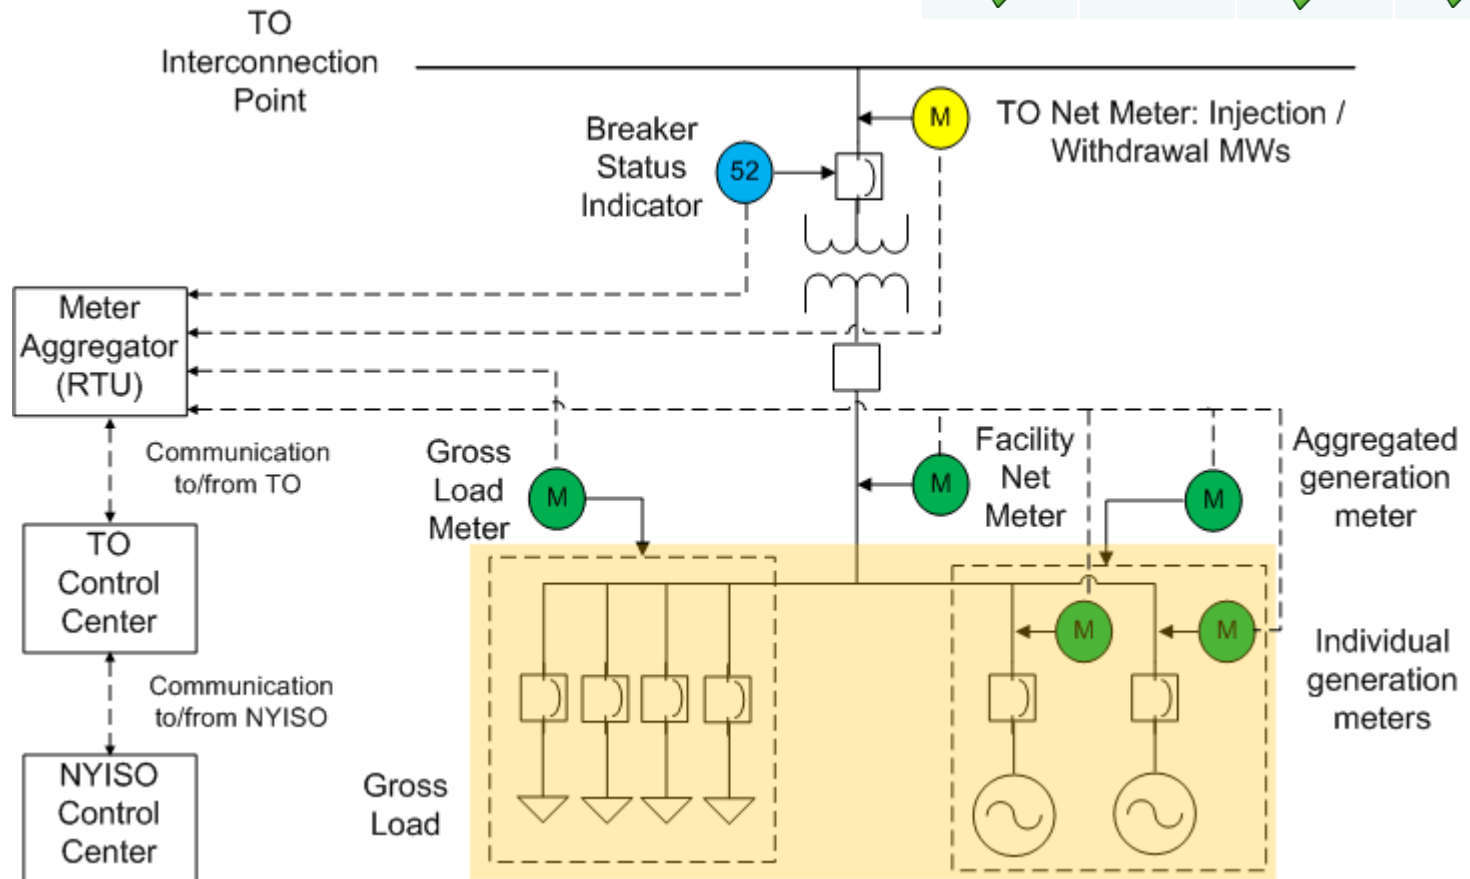 TO
Interconnection
Point
M
TO Net Meter: Injection /
Withdrawal MWs
Breaker
Status
Indicator
52
Meter
Aggregator
(RTU)
Communication
to/from TO
Gross
Load
Meter
M
M
Facility
Net
Meter
M
Aggregated
generation
meter
TO
Control
Center
M
M
Individual
generation
meters
Communication
to/from NYISO
NYISO
Control
Center
Gross
Load